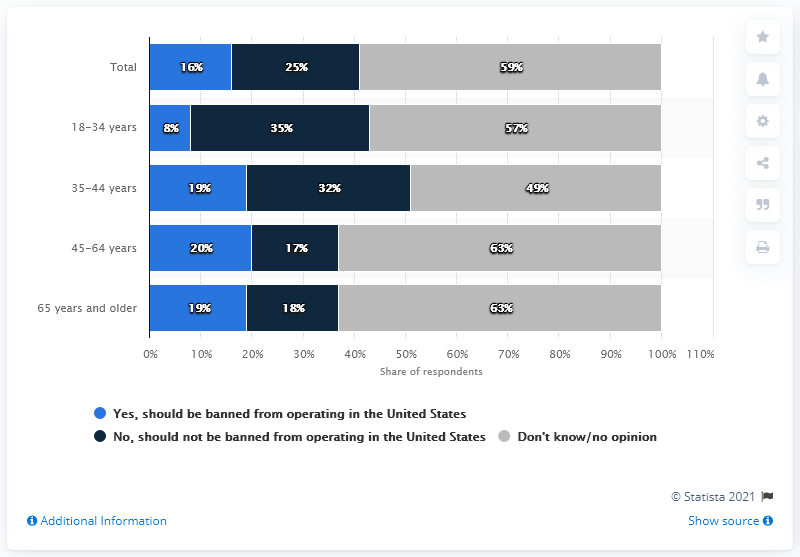 Total 16% 25% 59%
18-34 years 8% 35% 57%
35-44 years 19% 32% 49%
45-64 years 20% 17% 63%
65 years and older 19% 18% 63%
0% 10% 20% 30% 40% 50% 60% 70% 80% 90% 100% 110%
Share of respondents
Yes, should be banned from operating in the United States
No, should not be banned from operating in the United States Don't know/no opinion
© Statista 2021
Additional Information Show source